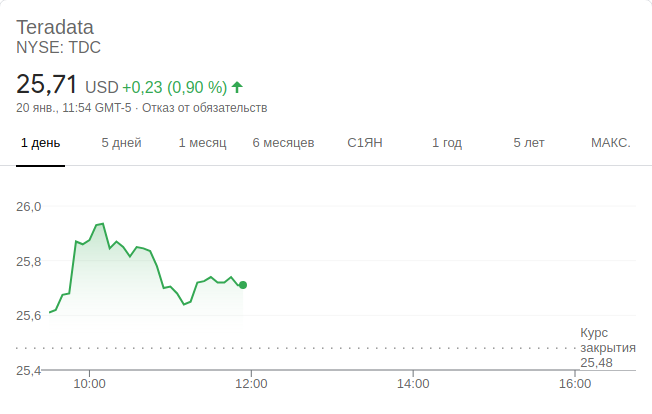 Teradata
NYSE: TDC
25,71 USD +0,23 (0,90 %)
20 янв., 11:54 GMT-5 · Отказ от обязательств
1 день 5 дней 1 месяц 6 месяцев С1ЯН 1 год 5 лет МАКС.
26,0
25,8
25,6
Курс
закрытия
25,48
25,4
10:00 12:00 14:00 16:00